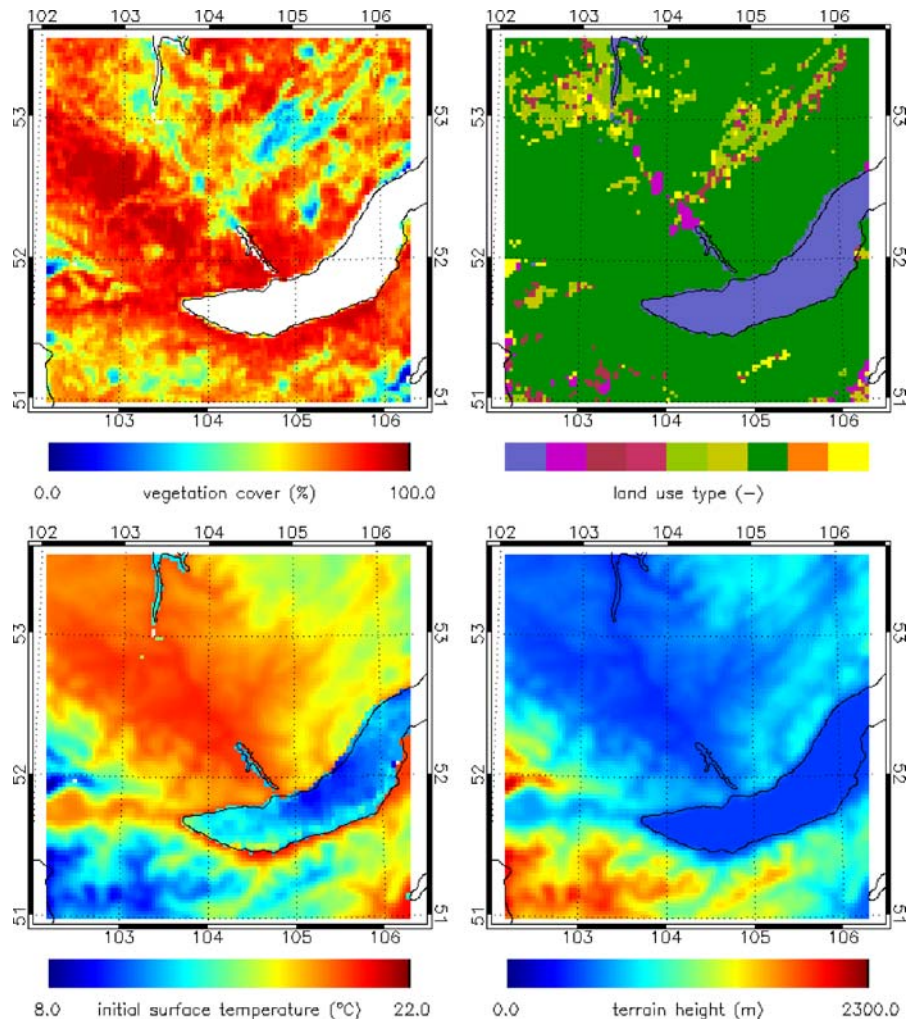 102 103 104 105 106
102 103 104 105 106
53
53
53
53
52
52
52
52
51
51
51
51
103 104 105 106
103 104 105 106
0.0 vegetation cover (%) 100.0
land use type (–)
102 103 104 105 106
102 103 104 105 106
53
53
53
53
52
52
52
52
51
51
51
51
103 104 105 106
103 104 105 106
8.0 initial surface temperature (°C) 22.0
0.0 terrain height (m) 2300.0